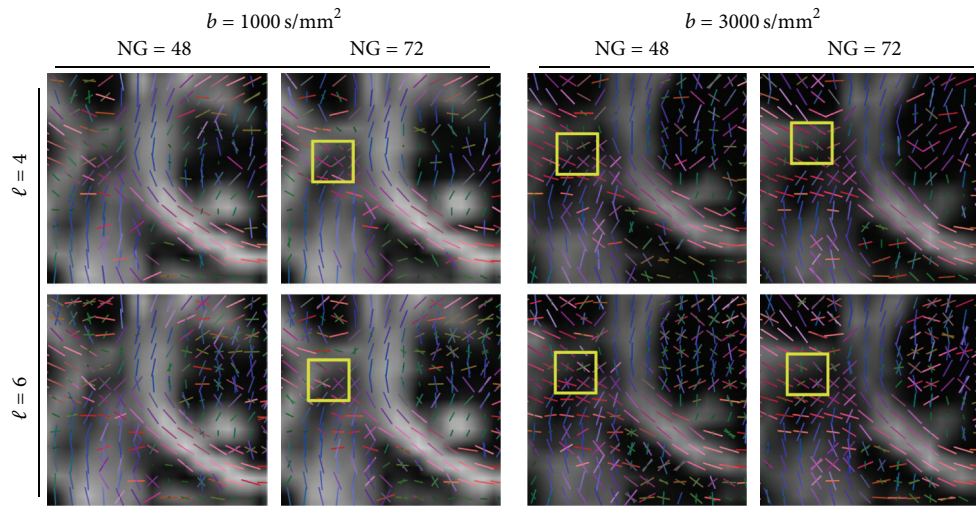 b = 1000 s/mm² b = 3000 s/mm²
NG = 48 NG = 72 NG = 48 NG = 72
ℓ = 4
ℓ = 6